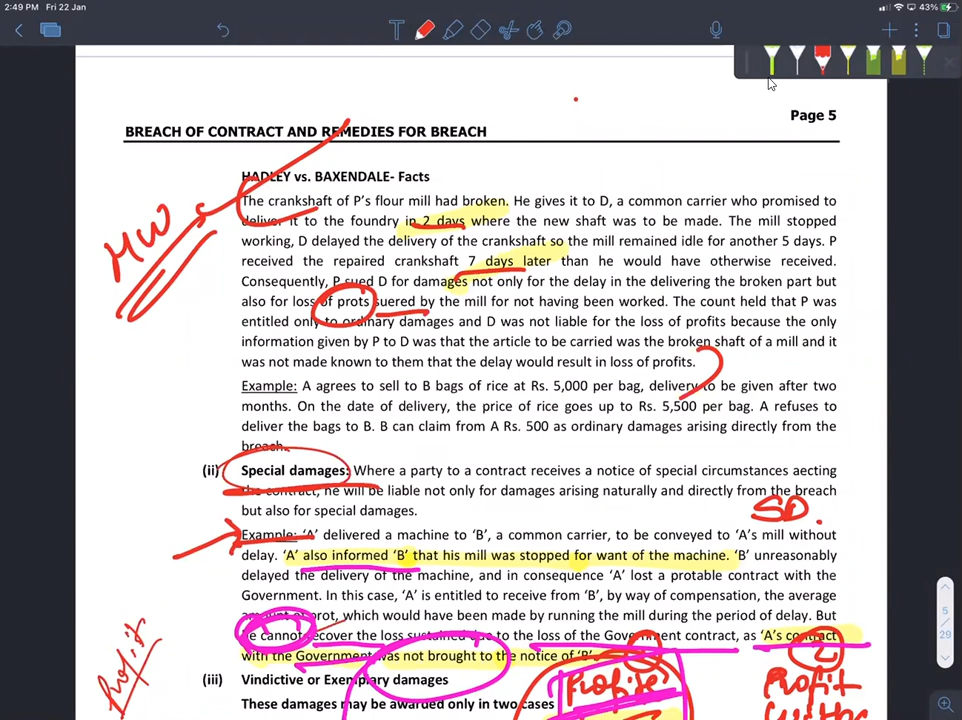 2:49 PM Fri 22 Jan
43%
Page 5
BREACH OF CONTRACT AND REMEDIES FOR BREACH
HADLEY vs. BAXENDALE- Facts
The crankshaft of P's flour mill had broken. He gives it to D, a common carrier who promised to
deliver it to the foundry in 2 days where the new shaft was to be made. The mill stopped
working, D delayed the delivery of the crankshaft so the mill remained idle for another 5 days. P
received the repaired crankshaft 7 days later than he would have otherwise received.
Consequently, P sued D for damages not only for the delay in the delivering the broken part but
also for loss of prots suered by the mill for not having been worked. The count held that P was
entitled only to ordinary damages and D was not liable for the loss of profits because the only
information given by P to D was that the article to be carried was the broken shaft of a mill and it
was not made known to them that the delay would result in loss of profits.
Example: A agrees to sell to B bags of rice at Rs. 5,000 per bag, delivery to be given after two
months. On the date of delivery, the price of rice goes up to Rs. 5,500 per bag. A refuses to
deliver the bags to B. B can claim from A Rs. 500 as ordinary damages arising directly from the
breach.
(ii) Special damages: Where a party to a contract receives a notice of special circumstances aecting
the contract, he will be liable not only for damages arising naturally and directly from the breach
but also for special damages.
SD.
Example: 'A' delivered a machine to 'B', a common carrier, to be conveyed to 'A's mill without
delay. 'A' also informed 'B' that his mill was stopped for want of the machine. 'B' unreasonably
delayed the delivery of the machine, and in consequence 'A' lost a protable contract with the
Government. In this case, 'A' is entitled to receive from 'B', by way of compensation, the average
amount of prot, which would have been made by running the mill during the period of delay. But
he cannot recover the loss sustained due to the loss of the Government contract, as 'A's contract
with the Government was not brought to the notice of 'B'.
(iii) Vindictive or Exemplary damages
These damages may be awarded only in two cases
HW
Profit
Profits
2
Profit
5
29